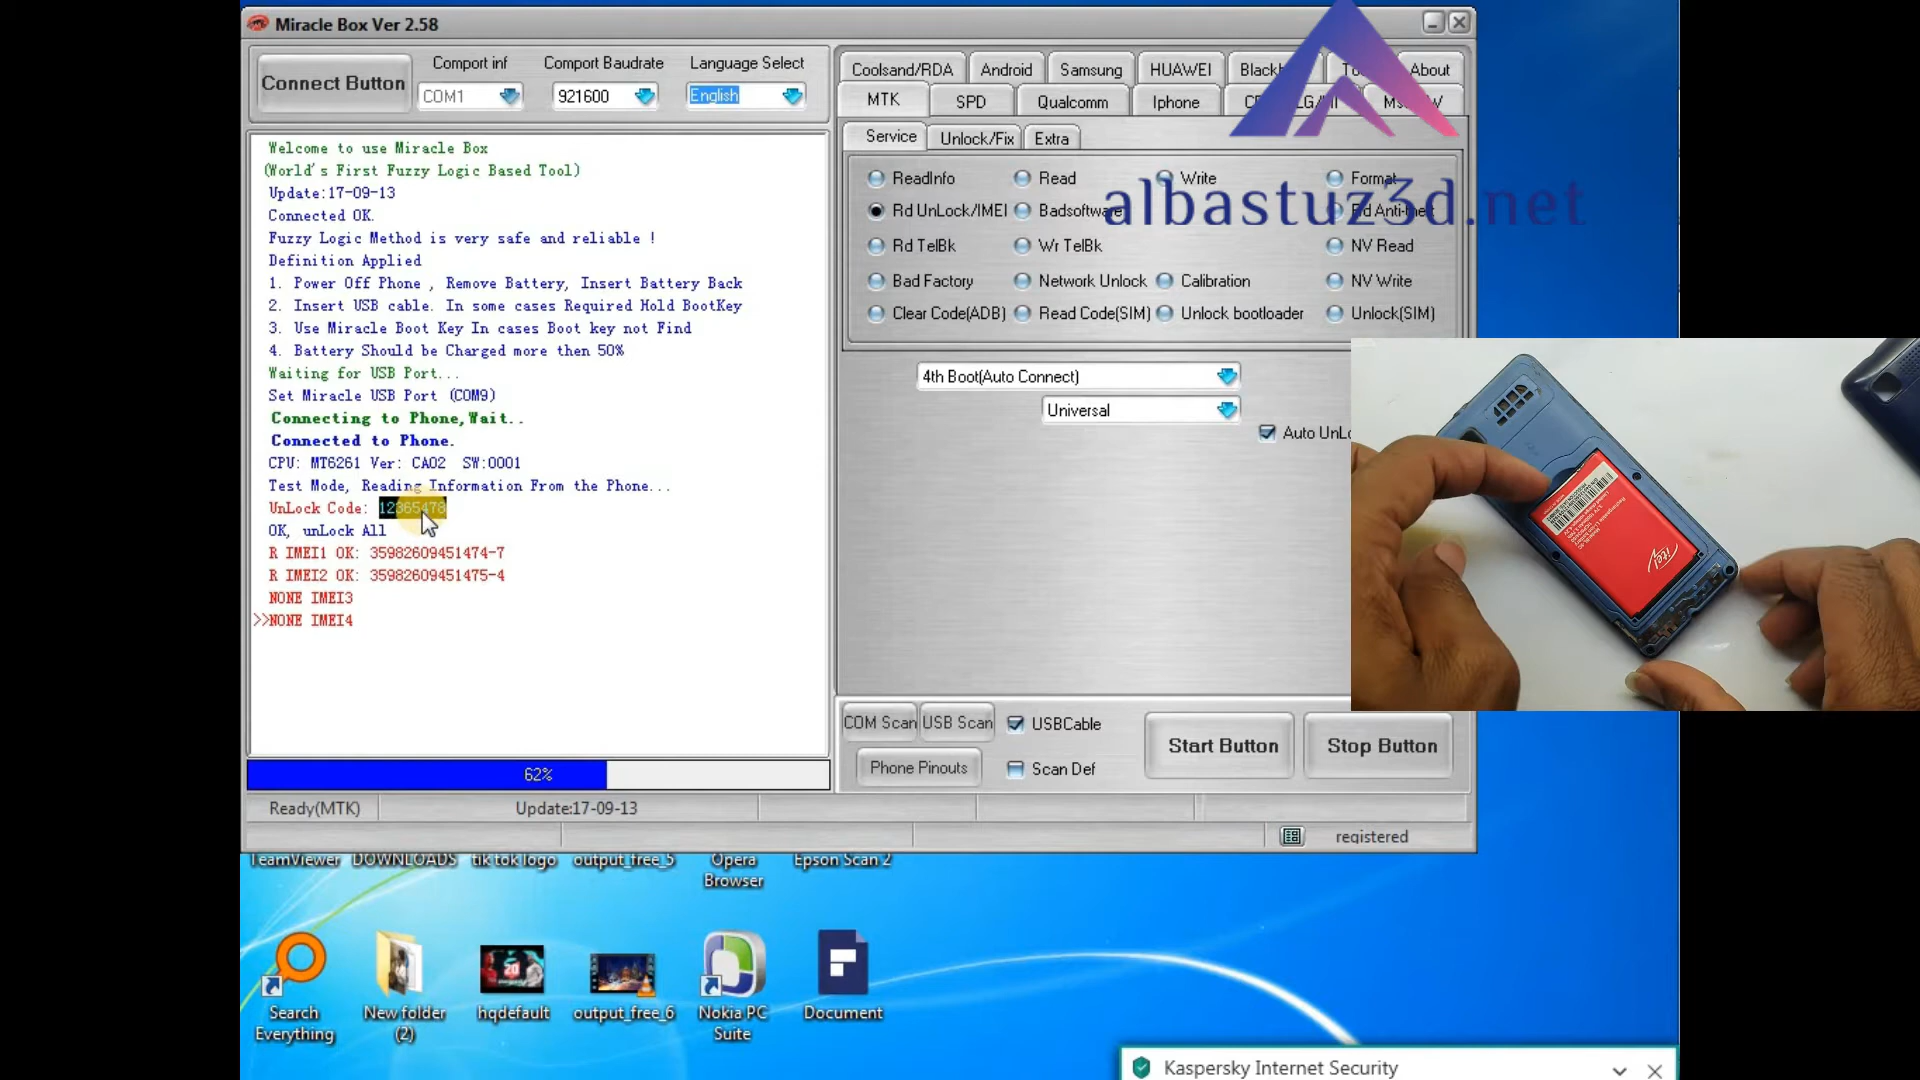 Miracle Box Ver 2.58
Connect Button
Comport inf
Comport Baudrate
Language Select
COM1
921600
English
Welcome to use Miracle Box
(World's First Fuzzy Logic Based Tool)
Update:17-09-13
Connected OK.
Fuzzy Logic Method is very safe and reliable !
Definition Applied
1. Power Off Phone , Remove Battery, Insert Battery Back
2. Insert USB cable. In some cases Required Hold BootKey
3. Use Miracle Boot Key In cases Boot key not Find
4. Battery Should be Charged more then 50%
Waiting for USB Port...
Set Miracle USB Port (COM9)
Connecting to Phone,Wait..
Connected to Phone.
CPU: MT6261 Ver: CA02 SW:0001
Test Mode, Reading Information From the Phone...
UnLock Code: 12365478
OK, unLock All
R IMEI1 OK: 35982609451474-7
R IMEI2 OK: 35982609451475-4
NONE IMEI3
>>NONE IMEI4
62%
Ready(MTK)
Update:17-09-13
Coolsand/RDA
Android
Samsung
HUAWEI
About
MTK
SPD
Qualcomm
Iphone
Service
Unlock/Fix
Extra
ReadInfo
Read
Write
Format
Rd UnLock/IMEI
Badsoftware
albastuz3d.net
Rd TelBk
Wr TelBk
NV Read
Bad Factory
Network Unlock
Calibration
NV Write
Clear Code(ADB)
Read Code(SIM)
Unlock bootloader
Unlock(SIM)
4th Boot(Auto Connect)
Universal
Auto
itel
COM Scan
USB Scan
USBCable
Start Button
Stop Button
Phone Pinouts
Scan Def
registered
TeamViewer
DOWNLOADS
tik tok logo
output_free_5
Opera Browser
Epson Scan 2
Search Everything
New folder (2)
hqdefault
output_free_6
Nokia PC Suite
Document
Kaspersky Internet Security